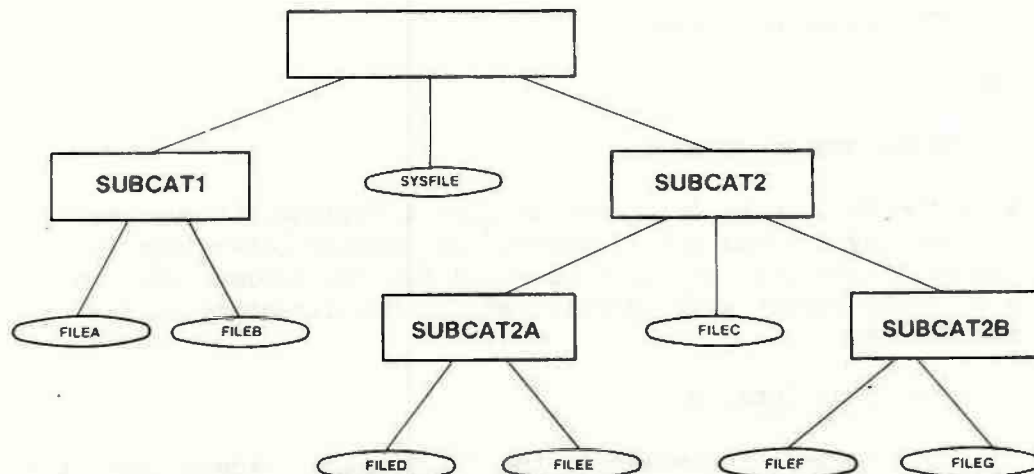 SUBCAT1
SYSFILE
SUBCAT2
FILEA
FILEB
SUBCAT2A
FILEC
SUBCAT2B
FILED
FILEE
FILEF
FILEG